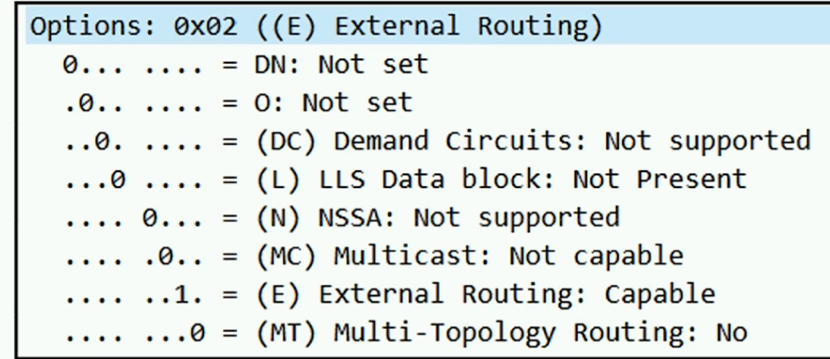 Options: 0x02 ((E) External Routing)
0... .... = DN: Not set
.0.. .... = O: Not set
..0. .... = (DC) Demand Circuits: Not supported
...0 .... = (L) LLS Data block: Not Present
.... 0... = (N) NSSA: Not supported
.... .0.. = (MC) Multicast: Not capable
.... ..1. = (E) External Routing: Capable
.... ...0 = (MT) Multi-Topology Routing: No